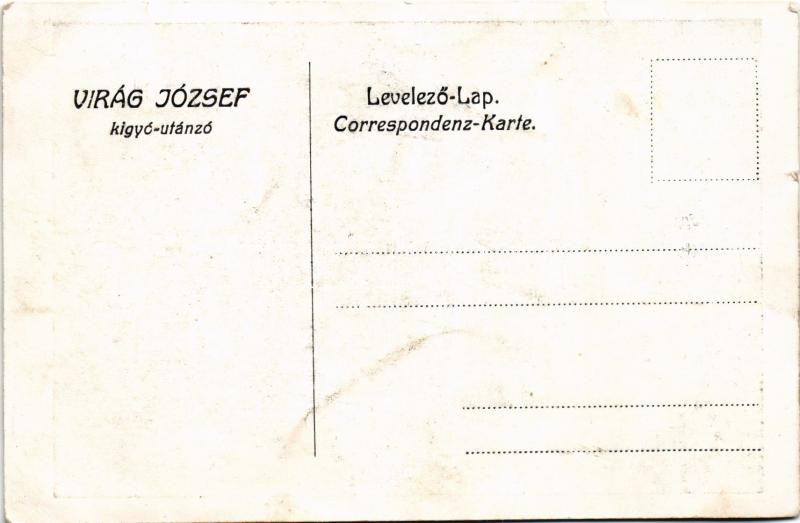 VIRÁG JÓZSEF
kigyó-utánzó
Levelező-Lap.
Correspondenz-Karte.